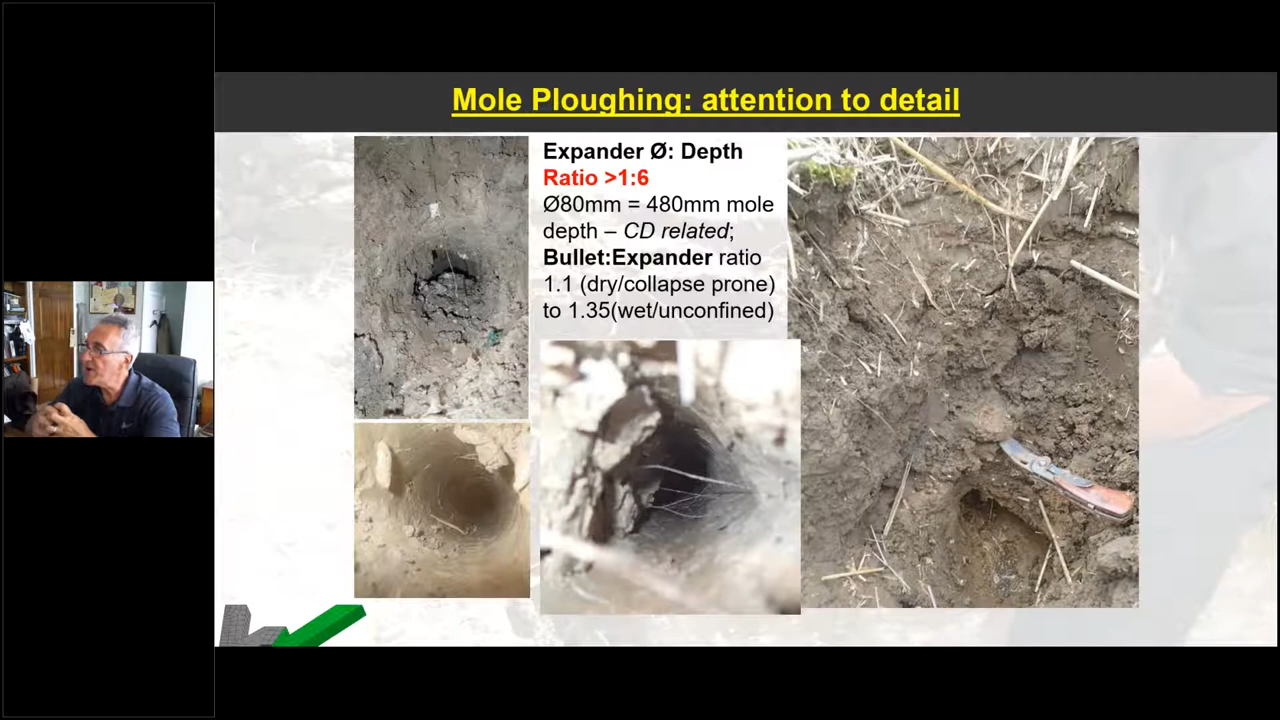 Mole Ploughing: attention to detail
Expander Ø: Depth
Ratio >1:6
Ø80mm = 480mm mole
depth – CD related;
Bullet:Expander ratio
1.1 (dry/collapse prone)
to 1.35(wet/unconfined)